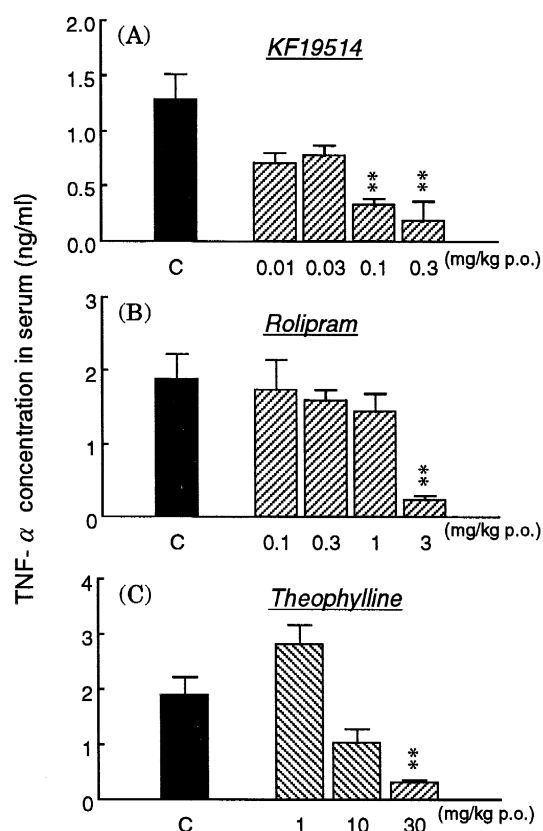 TNF- α concentration in serum (ng/ml)
(A)
KF19514
2.0
1.5
1.0
0.5
0.0
**
**
C
0.01
0.03
0.1
0.3
(mg/kg p.o.)
(B)
Rolipram
3
2
1
0
**
C
0.1
0.3
1
3
(mg/kg p.o.)
(C)
Theophylline
4
3
2
1
0
**
C
1
10
30
(mg/kg p.o.)